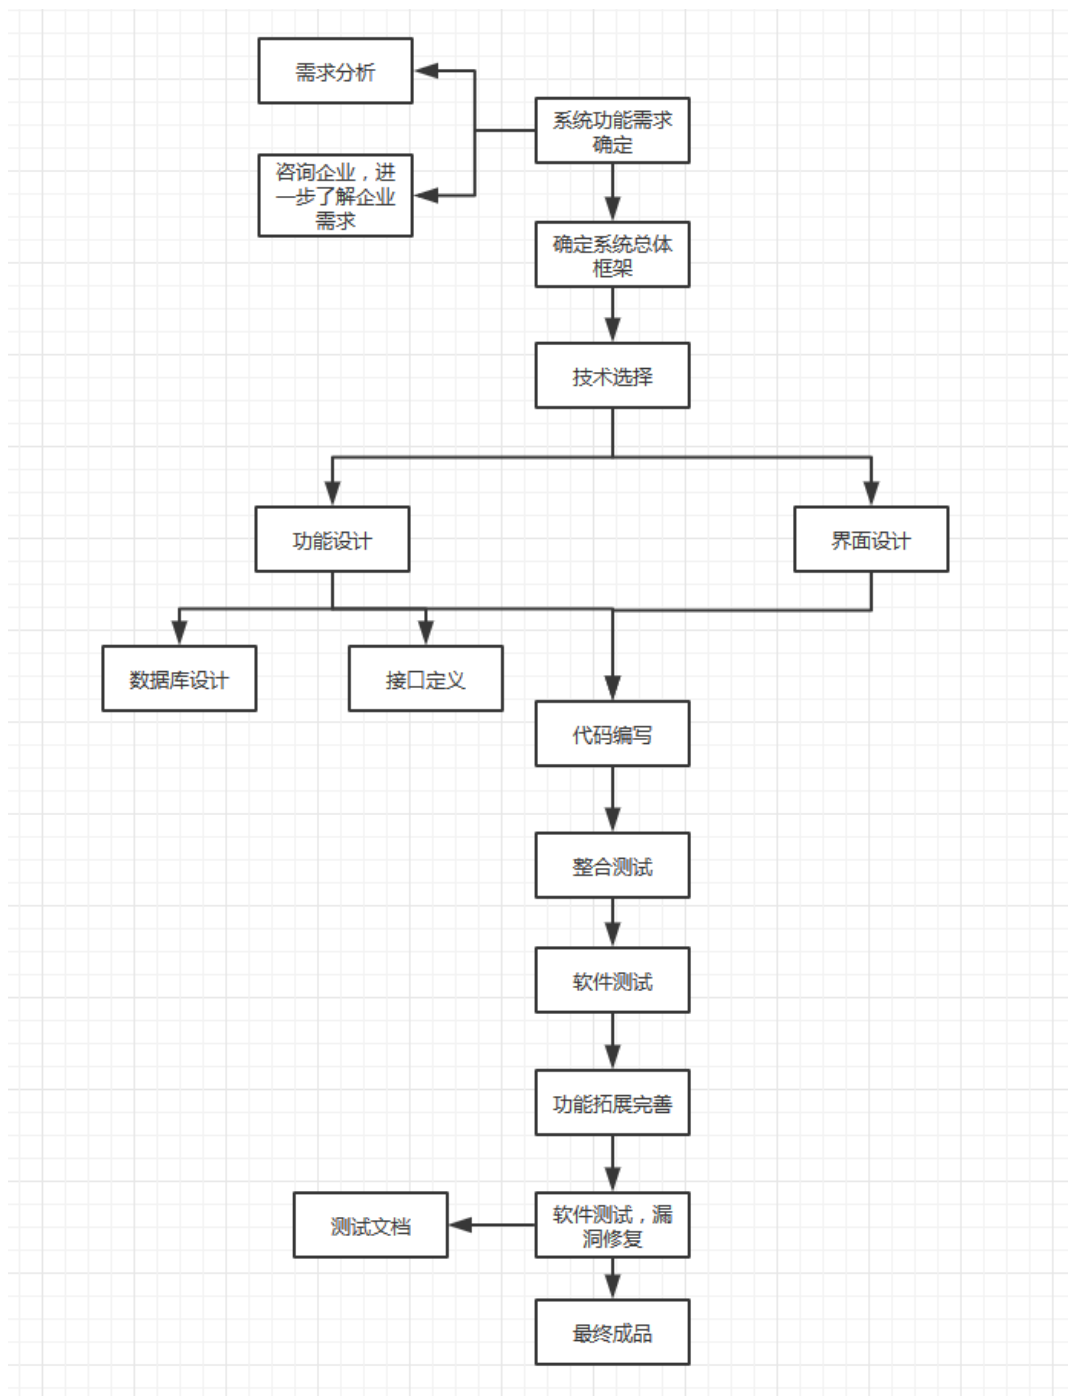 需求分析
系统功能需求
确定
咨询企业，进
一步了解企业
需求
确定系统总体
框架
技术选择
功能设计
界面设计
数据库设计
接口定义
代码编写
整合测试
软件测试
功能拓展完善
测试文档
软件测试，漏
洞修复
最终成品